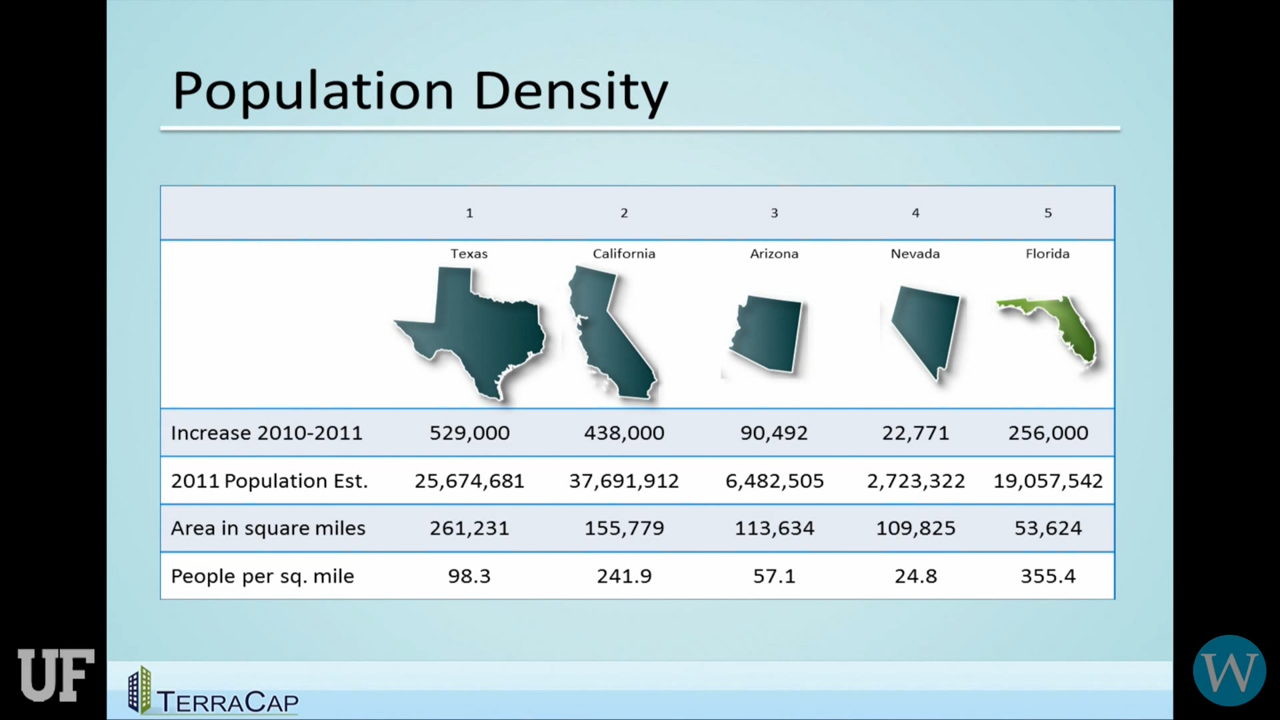 Population Density
1 2 3 4 5
Texas California Arizona Nevada Florida
Increase 2010-2011 529,000 438,000 90,492 22,771 256,000
2011 Population Est. 25,674,681 37,691,912 6,482,505 2,723,322 19,057,542
Area in square miles 261,231 155,779 113,634 109,825 53,624
People per sq. mile 98.3 241.9 57.1 24.8 355.4
UF
TERRACAP
W